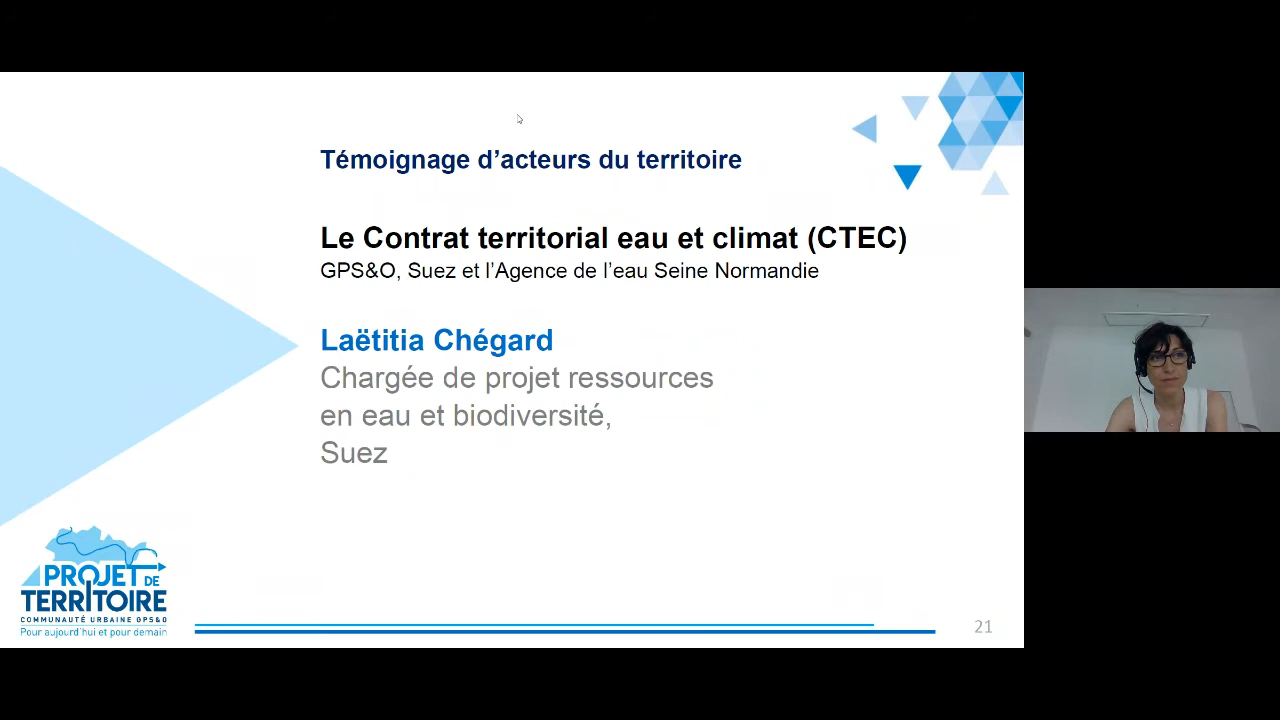 Témoignage d’acteurs du territoire
Le Contrat territorial eau et climat (CTEC)
GPS&O, Suez et l’Agence de l’eau Seine Normandie
Laëtitia Chégard
Chargée de projet ressources
en eau et biodiversité,
Suez
PROJET DE
TERRITOIRE
COMMUNAUTÉ URBAINE GPS&O
Pour aujourd'hui et pour demain
21